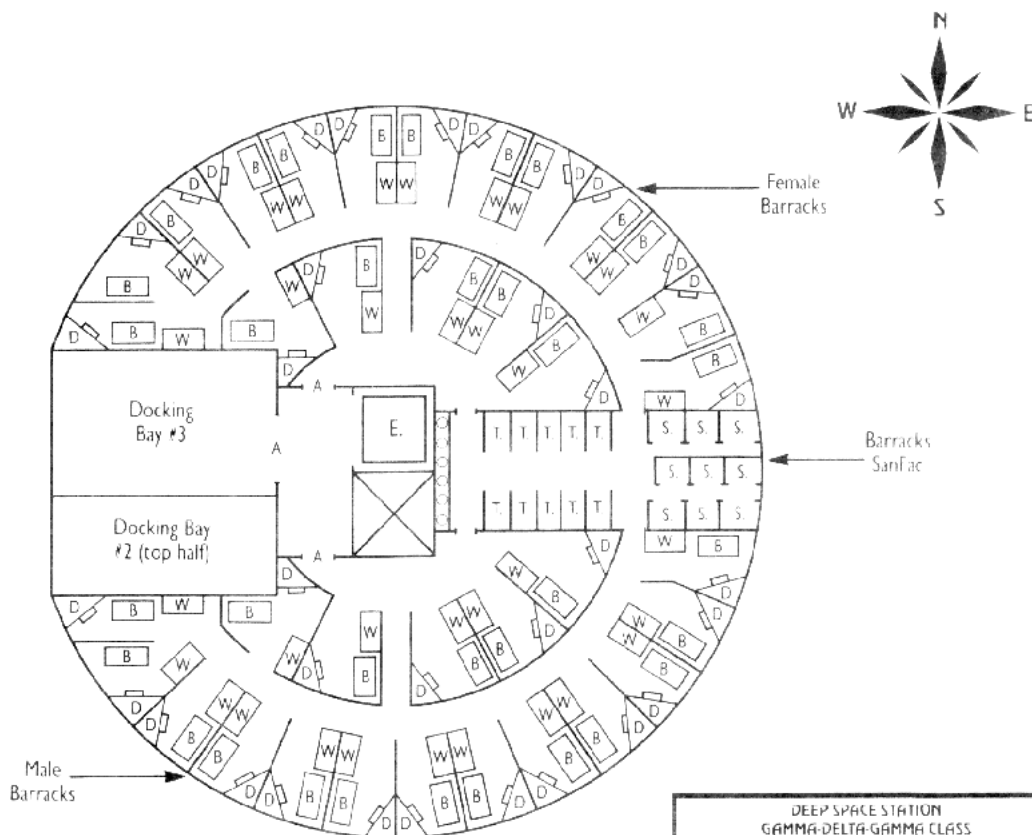 N
W E
S
D D B B D D
D D B B B B D D
W W
W W W W
Female
Barracks
D B B
B
W D W D
W B B B W D
B W D
W D W
D B W B W W D B
B B
D W
A D W D
Docking
Bay #3
E.
T. T. T. T. T. S. S. S.
A
Barracks
SanFac
S. S. S.
T. T. T. T. T. S. S. S.
Docking Bay
#2 (top half)
A D W B
D W
D B W B B D D
W W W W B
B W D W D B B
B W D B B D B
D D W W W W D D
B B W W W W B B
Male
Barracks
D D B B B B D D
D D
DEEP SPACE STATION
GAMMA-DELTA-GAMMA CLASS